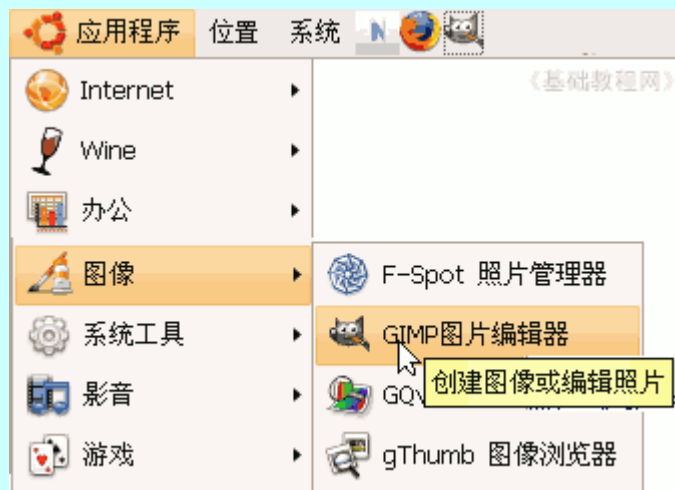 应用程序 位置 系统
《基础教程网》
Internet
Wine
办公
图像
系统工具
影音
游戏
F-Spot 照片管理器
GIMP图片编辑器
创建图像或编辑照片
gThumb 图像浏览器